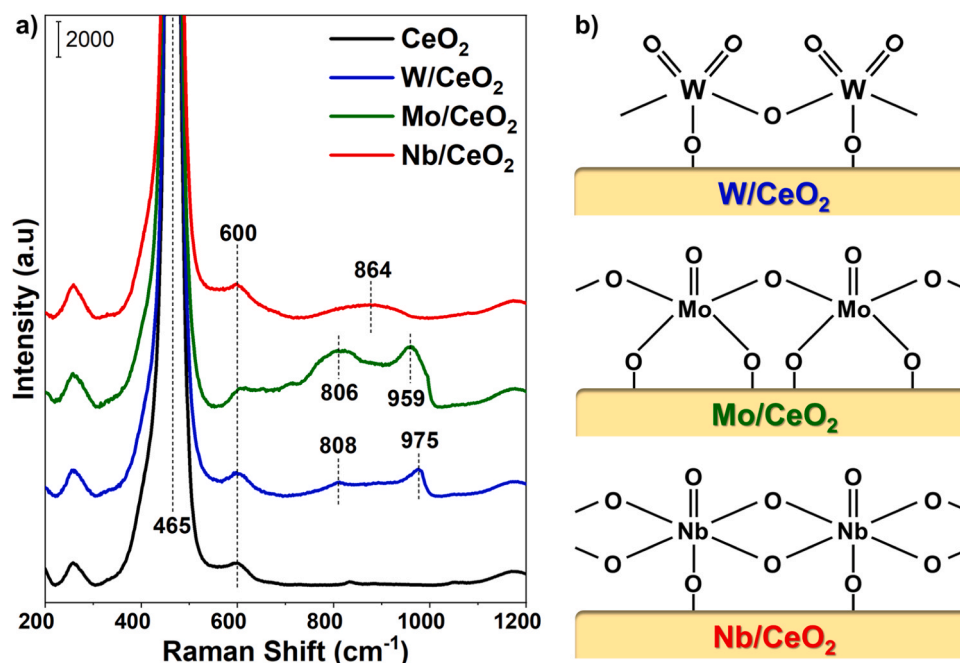 a)
2000
CeO₂
W/CeO₂
Mo/CeO₂
Nb/CeO₂
600
864
806
959
808
975
465
Intensity (a.u)
200 400 600 800 1000 1200
Raman Shift (cm⁻¹)
b)
O O O O
W O W
O O
W/CeO₂
O O
O O O
Mo Mo
O O O O
Mo/CeO₂
O O
O O O
Nb Nb
O O O
O O
Nb/CeO₂